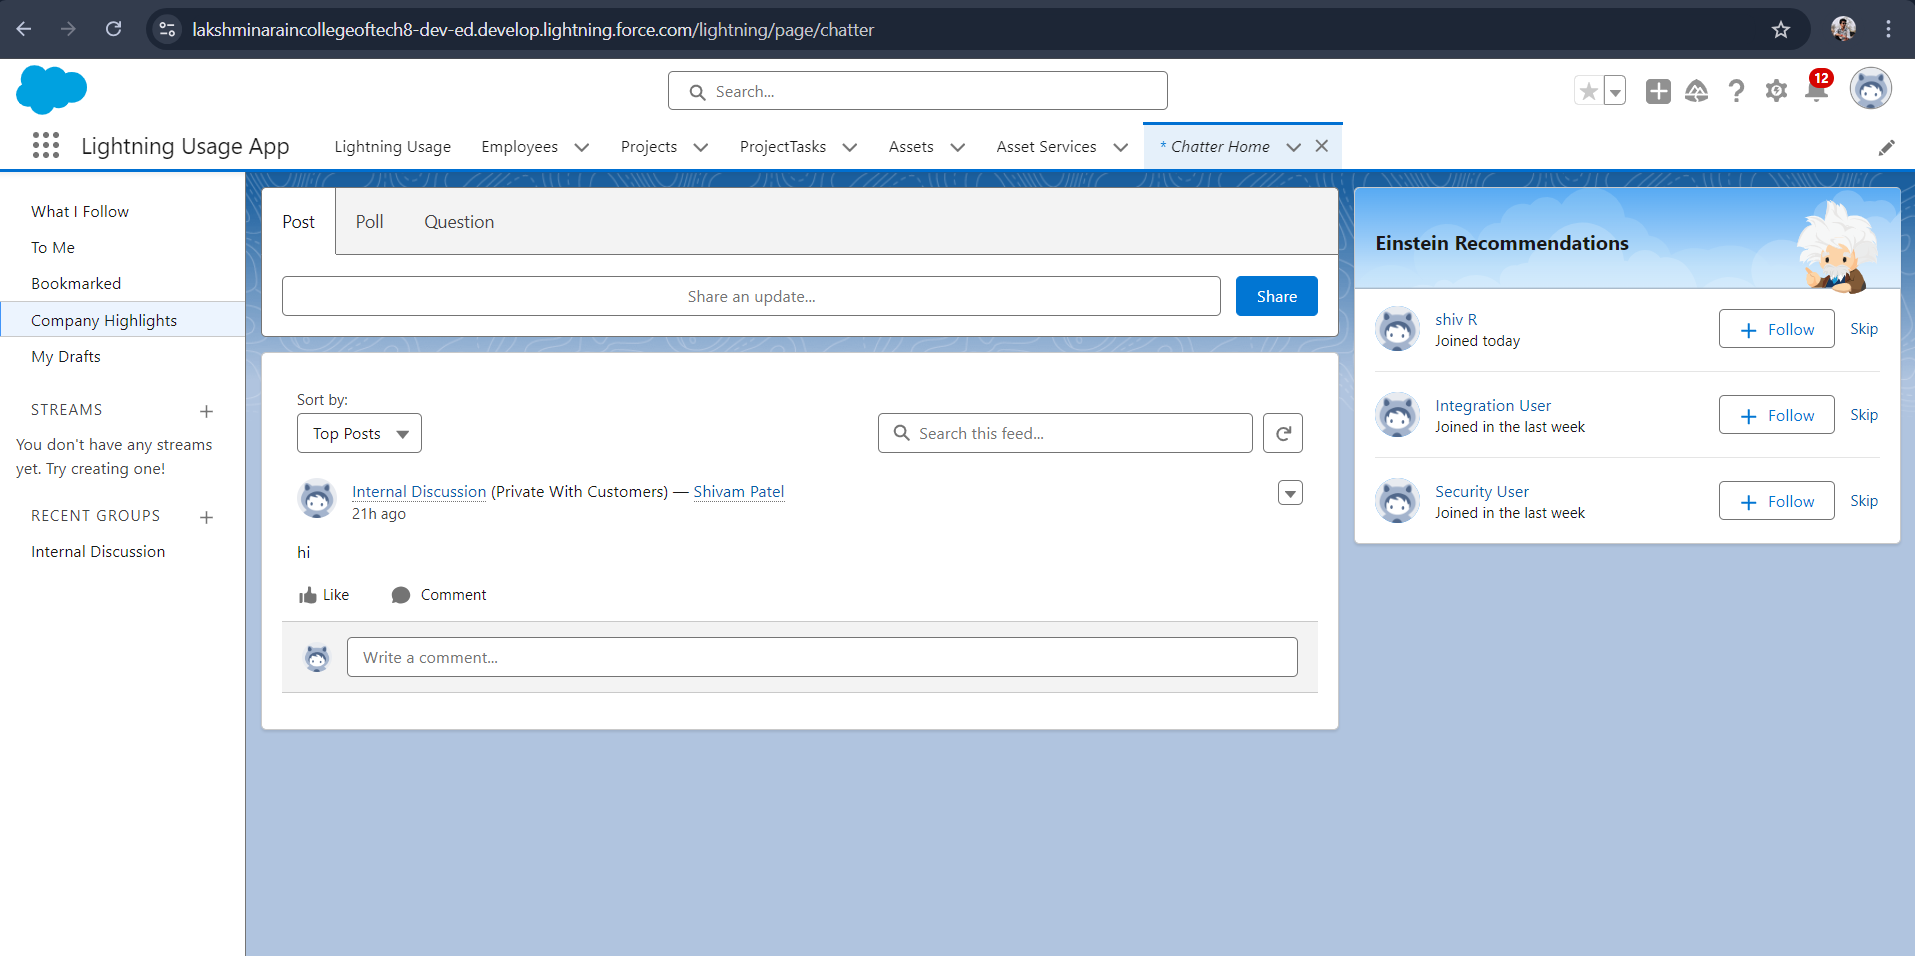 lakshminaraincollegeoftech8-dev-ed.develop.lightning.force.com/lightning/page/chatter
Search...
12
Lightning Usage App
Lightning Usage
Employees
Projects
ProjectTasks
Assets
Asset Services
* Chatter Home
What I Follow
To Me
Bookmarked
Company Highlights
My Drafts
STREAMS
You don't have any streams
yet. Try creating one!
RECENT GROUPS
Internal Discussion
Post
Poll
Question
Share an update...
Share
Sort by:
Top Posts
Search this feed...
Internal Discussion (Private With Customers) — Shivam Patel
21h ago
hi
Like
Comment
Write a comment...
Einstein Recommendations
shiv R
Joined today
Follow
Skip
Integration User
Joined in the last week
Follow
Skip
Security User
Joined in the last week
Follow
Skip